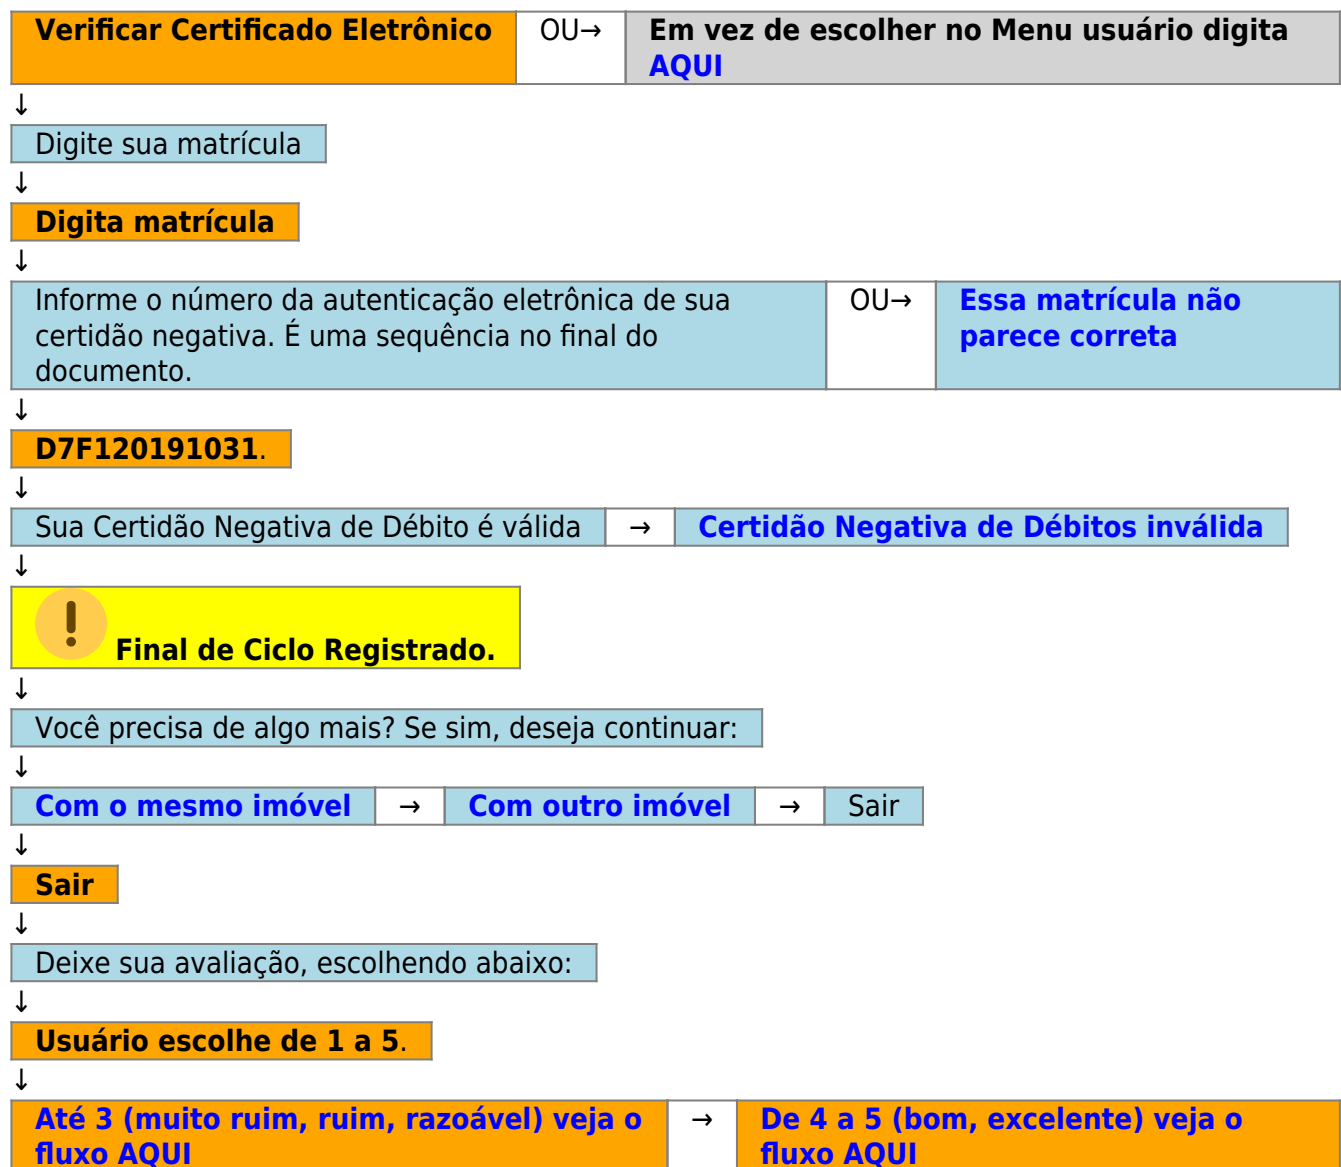 Verificar Certificado Eletrônico OU→ Em vez de escolher no Menu usuário digita
AQUI
↓
Digite sua matrícula
↓
Digita matrícula
↓
Informe o número da autenticação eletrônica de sua OU→ Essa matrícula não
certidão negativa. É uma sequência no final do parece correta
documento.
↓
D7F120191031.
↓
Sua Certidão Negativa de Débito é válida → Certidão Negativa de Débitos inválida
↓
Final de Ciclo Registrado.
↓
Você precisa de algo mais? Se sim, deseja continuar:
↓
Com o mesmo imóvel → Com outro imóvel → Sair
↓
Sair
↓
Deixe sua avaliação, escolhendo abaixo:
↓
Usuário escolhe de 1 a 5.
↓
Até 3 (muito ruim, ruim, razoável) veja o → De 4 a 5 (bom, excelente) veja o
fluxo AQUI fluxo AQUI